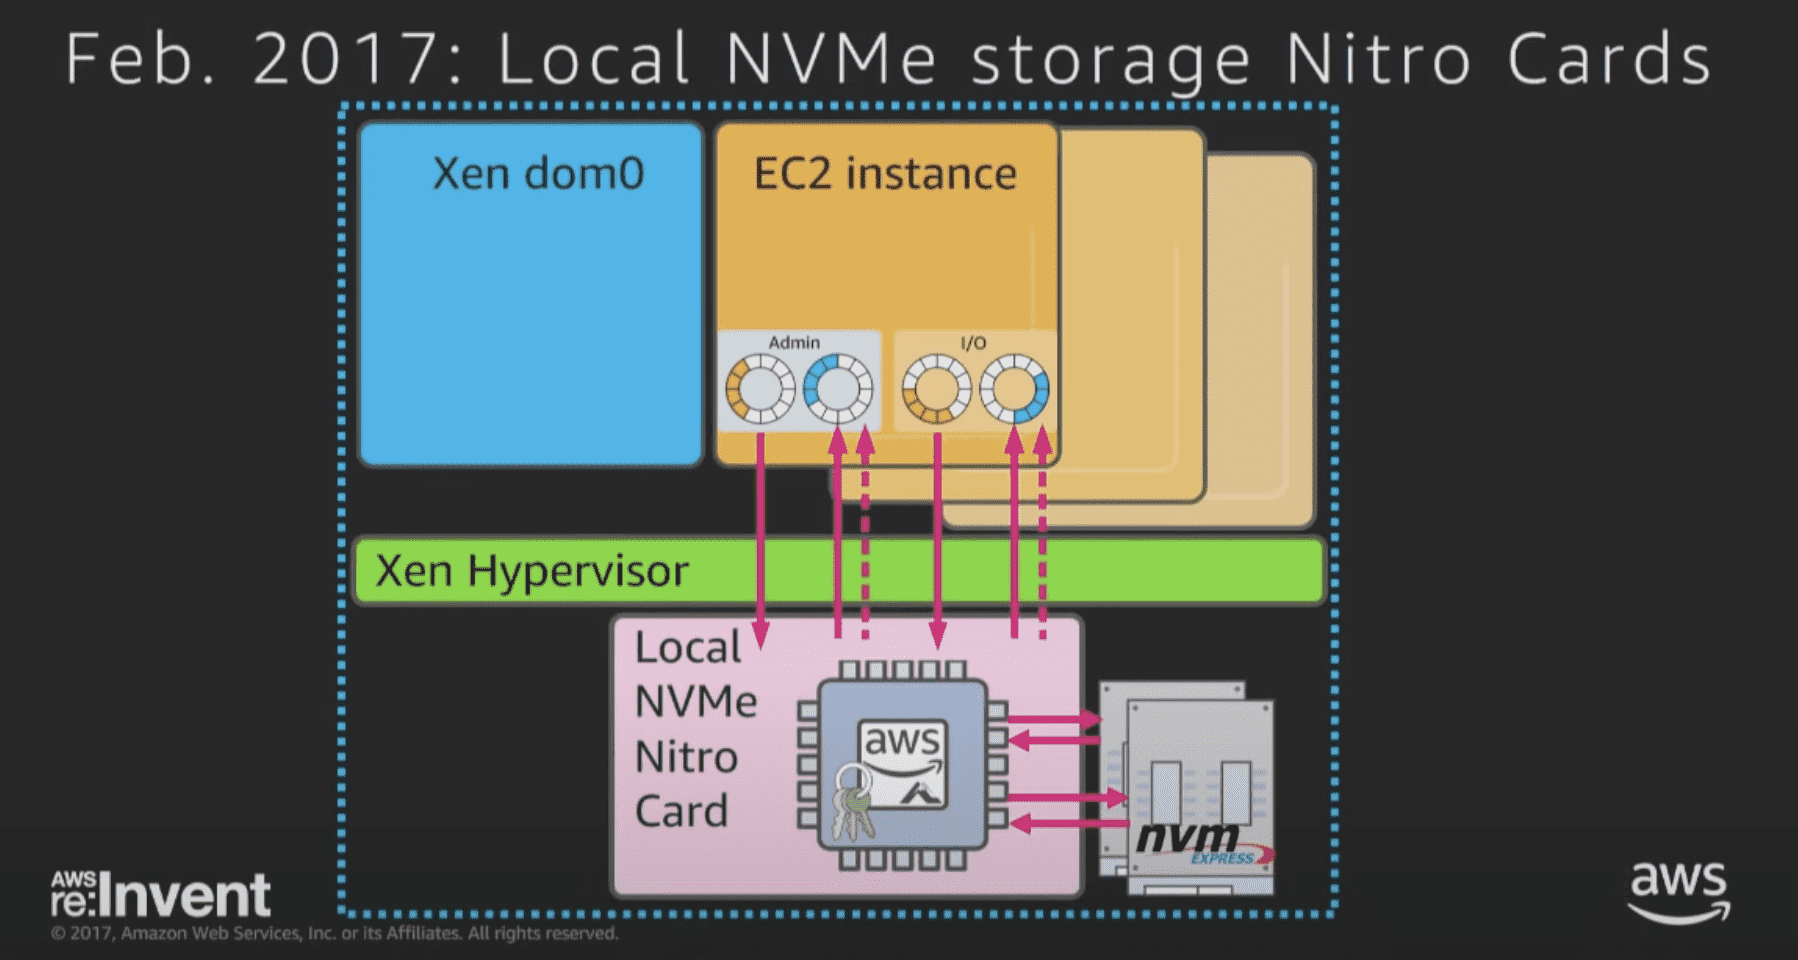 Feb. 2017: Local NVMe storage Nitro Cards
Xen dom0
EC2 instance
Admin
I/O
Xen Hypervisor
Local
NVMe
Nitro
Card
aws
nvm
EXPRESS
AWS
re:Invent
© 2017, Amazon Web Services, Inc. or its Affiliates. All rights reserved.
aws